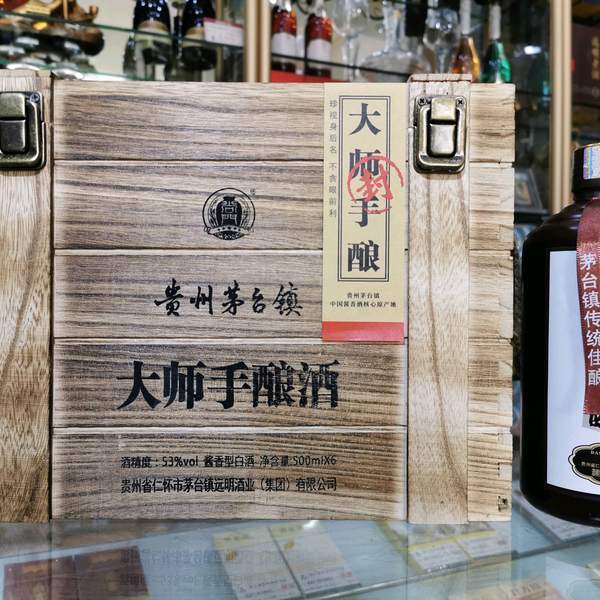 大师手酿
珍视身后名 不贪眼前利
封
贵州茅台镇
中国酱香酒核心原产地
贵州茅台镇
大师手酿酒
酒精度：53%vol 酱香型白酒 净含量:500mlX6
贵州省仁怀市茅台镇远明酒业（集团）有限公司
茅台镇传统佳酿